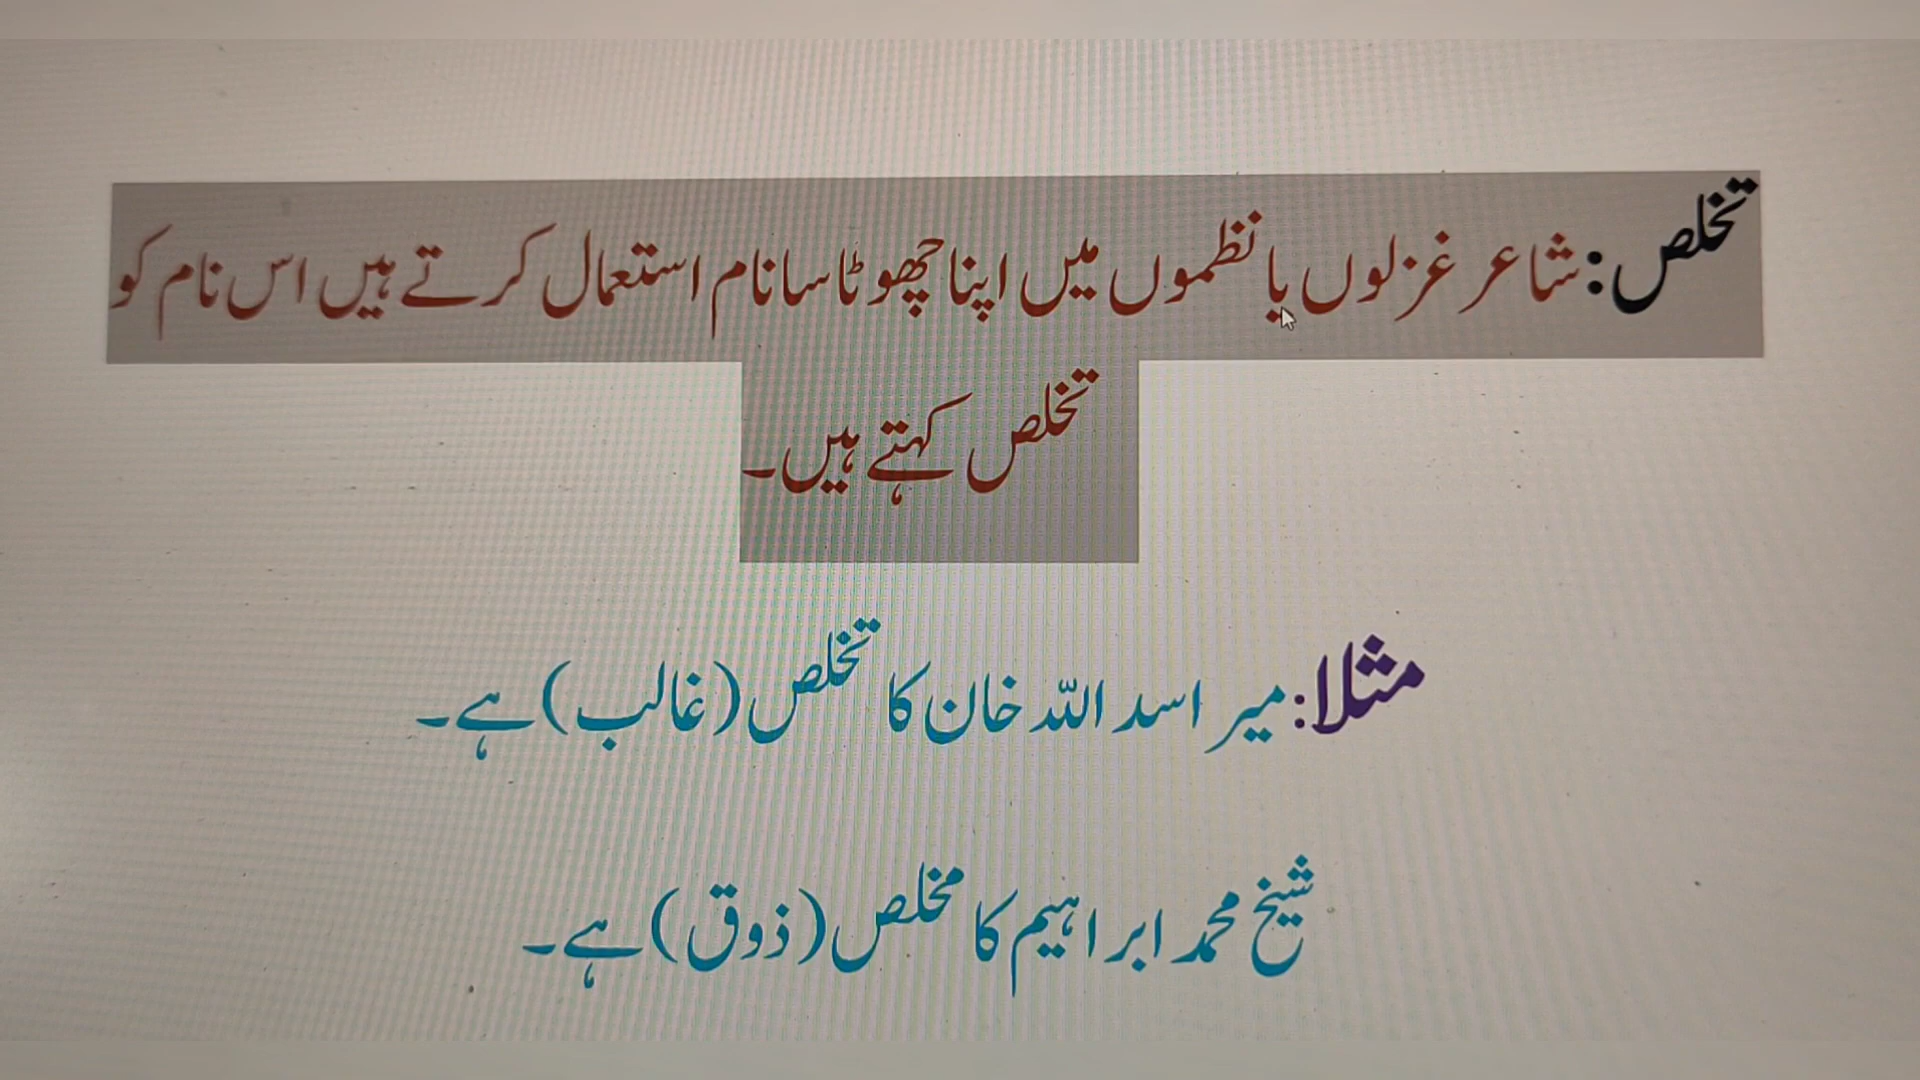 تخلص: شاعر غزلوں یا نظموں میں اپنا چھوٹا سا نام استعمال کرتے ہیں اس نام کو
تخلص کہتے ہیں۔
مثلا: میر اسد اللہ خان کا تخلص (غالب) ہے۔
شیخ محمد ابراہیم کا مخلص (ذوق) ہے۔